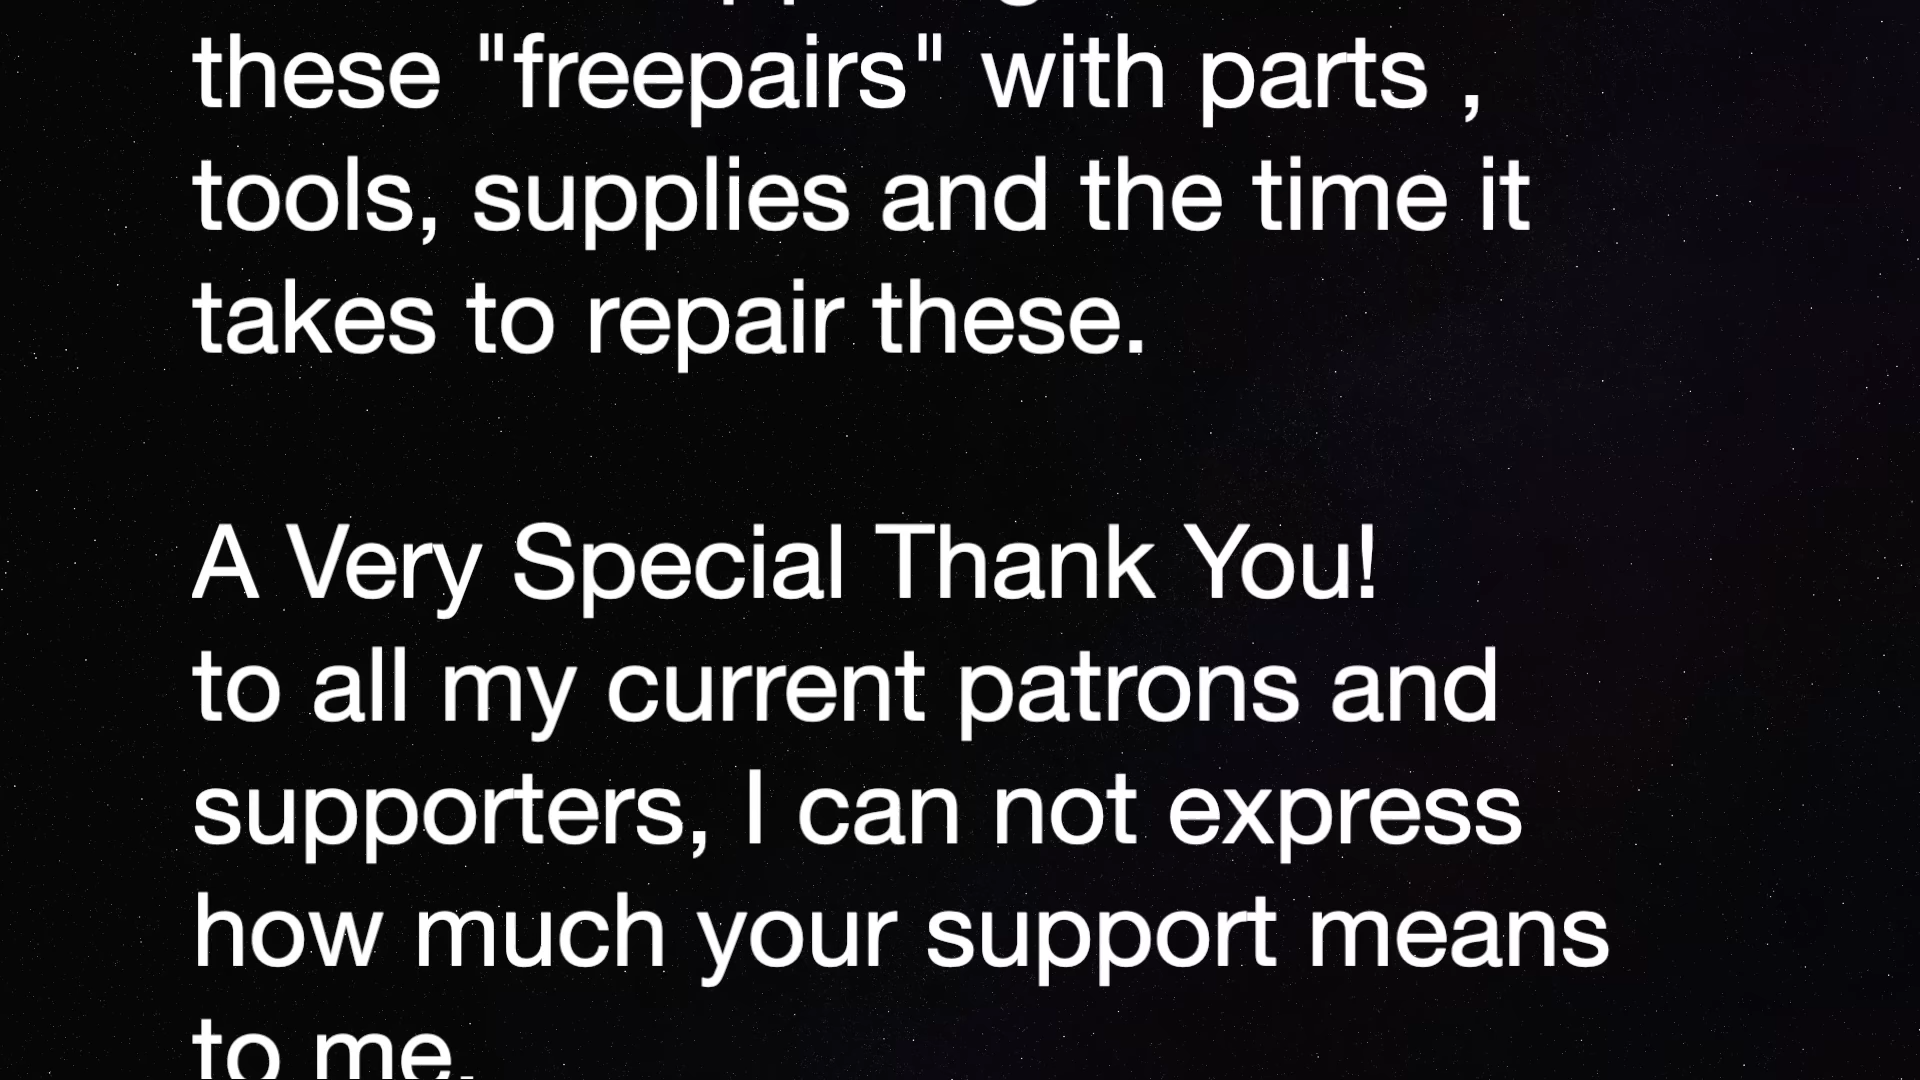 these "freepairs" with parts ,
tools, supplies and the time it
takes to repair these.
A Very Special Thank You!
to all my current patrons and
supporters, I can not express
how much your support means
to me.